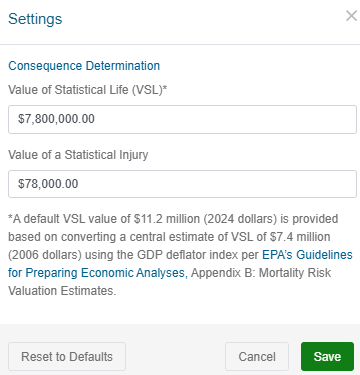 Settings
Consequence Determination
Value of Statistical Life (VSL)*
$7,800,000.00
Value of a Statistical Injury
$78,000.00
*A default VSL value of $11.2 million (2024 dollars) is provided
based on converting a central estimate of VSL of $7.4 million
(2006 dollars) using the GDP deflator index per EPA's Guidelines
for Preparing Economic Analyses, Appendix B: Mortality Risk
Valuation Estimates.
Reset to Defaults Cancel Save